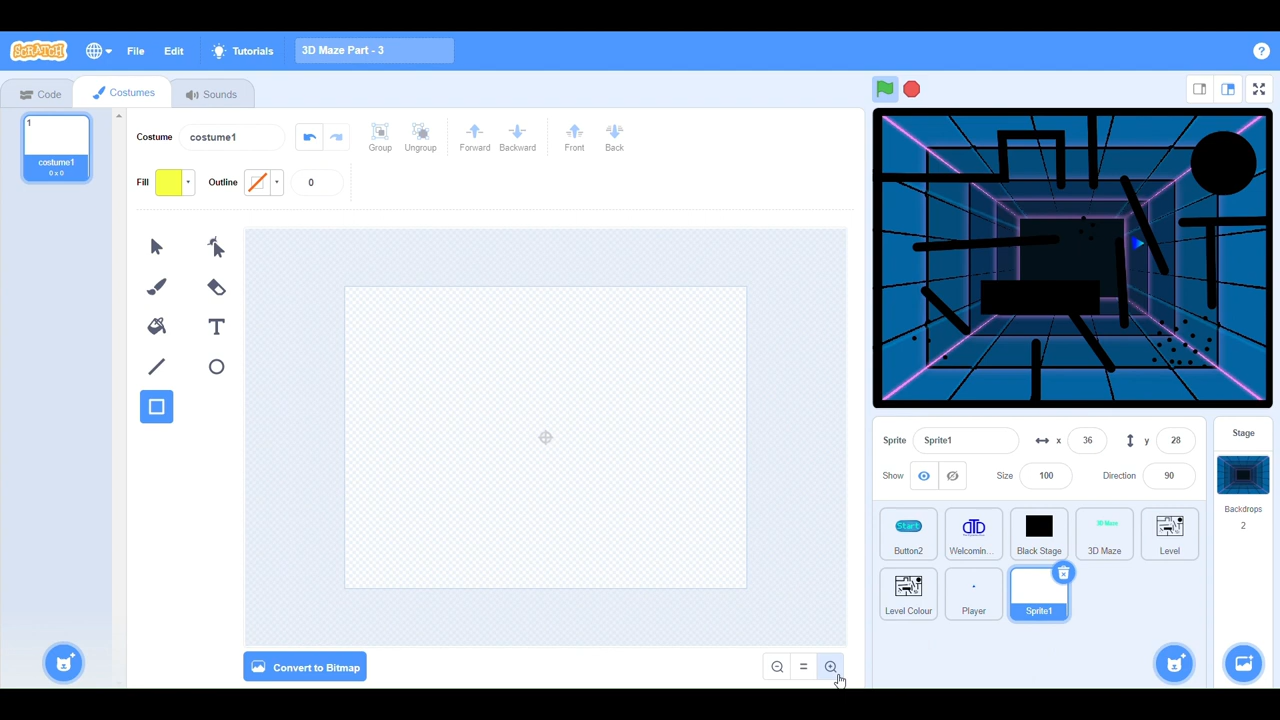 SCRATCH File Edit Tutorials 3D Maze Part - 3 ?
Code Costumes Sounds
1
costume1
0 x 0
Costume costume1 Group Ungroup Forward Backward Front Back
Fill Outline 0
T
Convert to Bitmap
Sprite Sprite1 x 36 y 28
Show Size 100 Direction 90
Stage
Backdrops
2
Start
Button2 Welcomin... Black Stage 3D Maze Level
3D Maze
Level Colour Player Sprite1